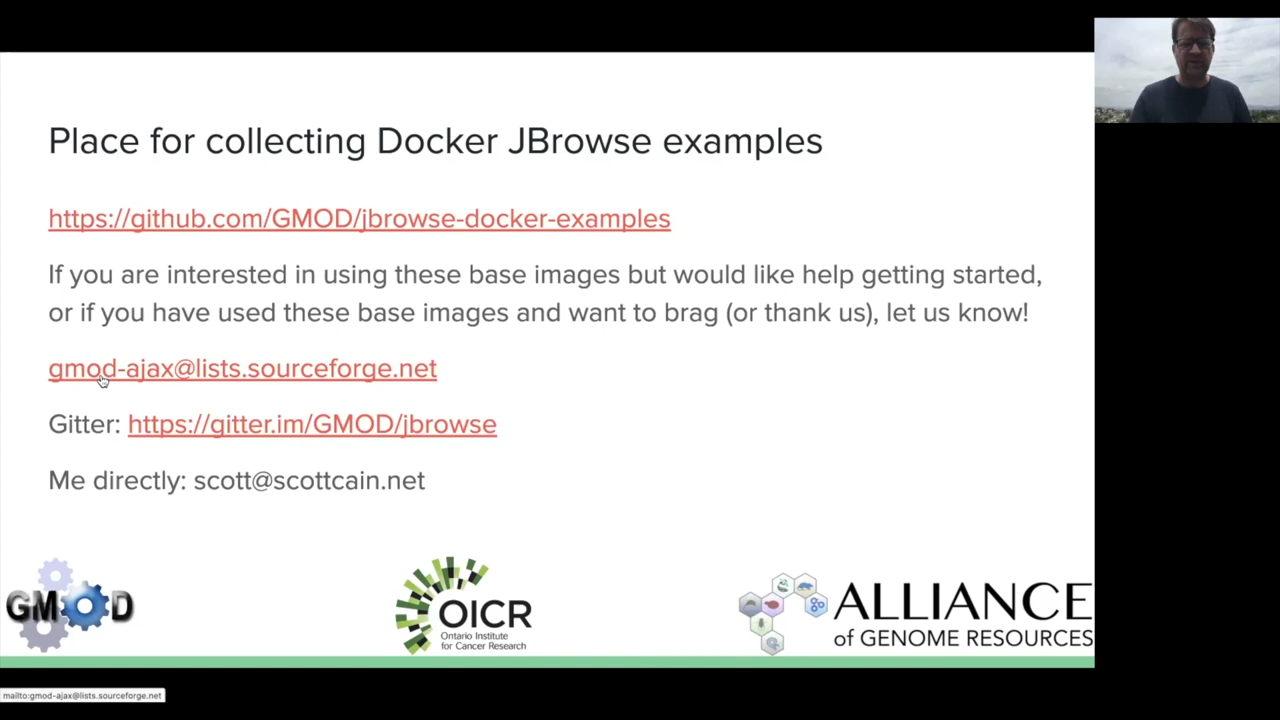 Place for collecting Docker JBrowse examples
https://github.com/GMOD/jbrowse-docker-examples
If you are interested in using these base images but would like help getting started,
or if you have used these base images and want to brag (or thank us), let us know!
gmod-ajax@lists.sourceforge.net
Gitter: https://gitter.im/GMOD/jbrowse
Me directly: scott@scottcain.net
GMOD
OICR
Ontario Institute
for Cancer Research
ALLIANCE
of GENOME RESOURCES
mailto:gmod-ajax@lists.sourceforge.net